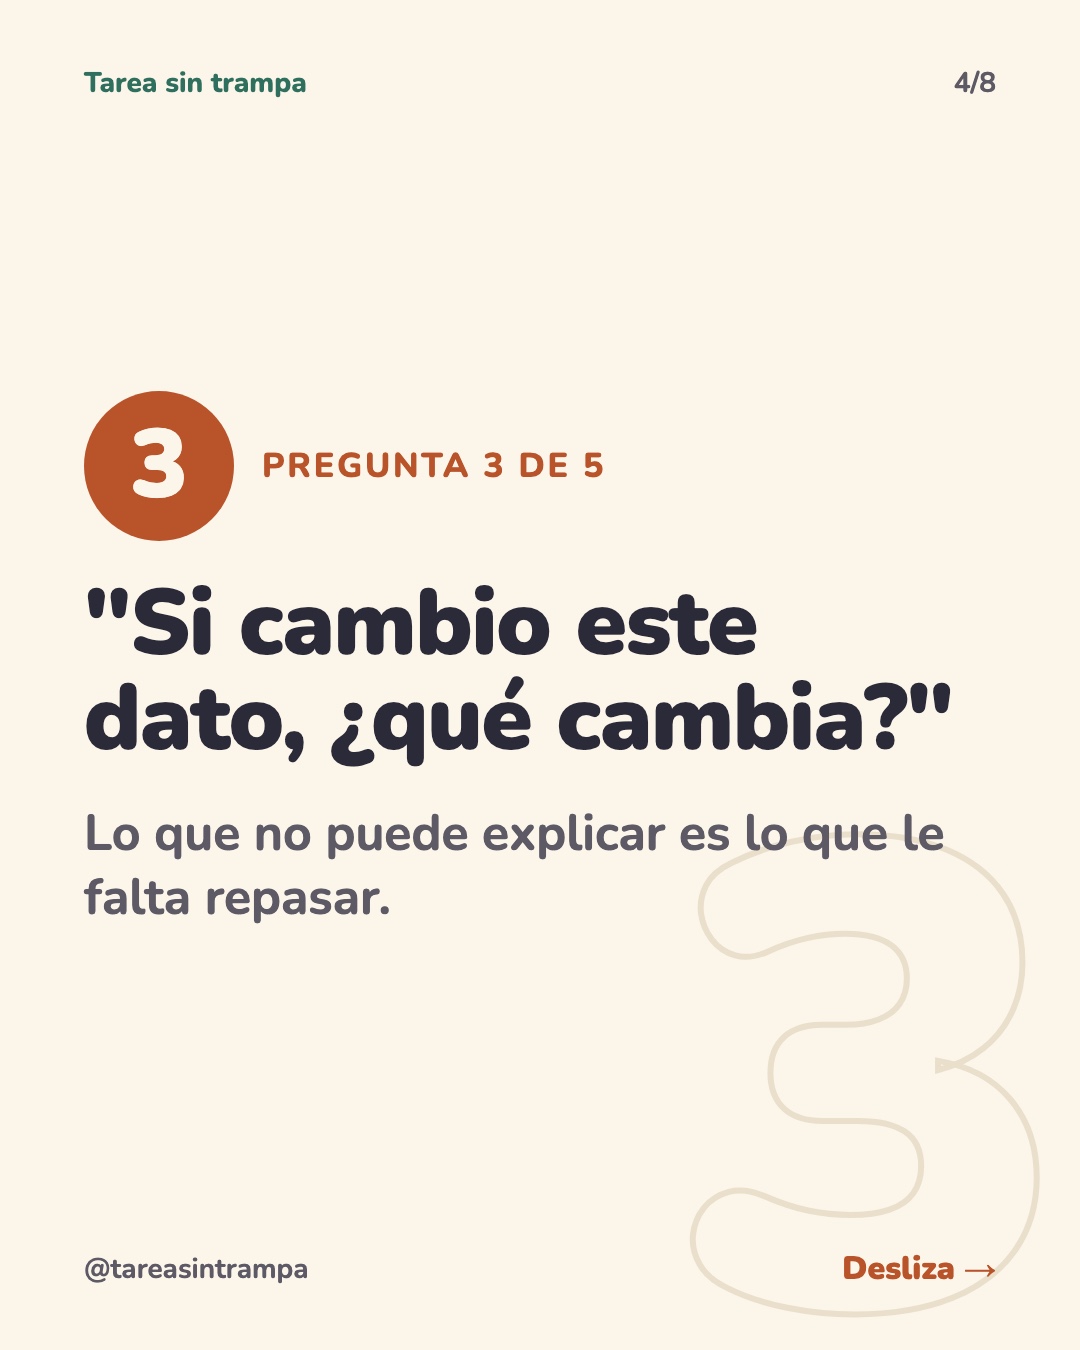 Tarea sin trampa
4/8
3
PREGUNTA 3 DE 5
"Si cambio este
dato, ¿qué cambia?"
Lo que no puede explicar es lo que le
falta repasar.
3
@tareasintrampa
Desliza →